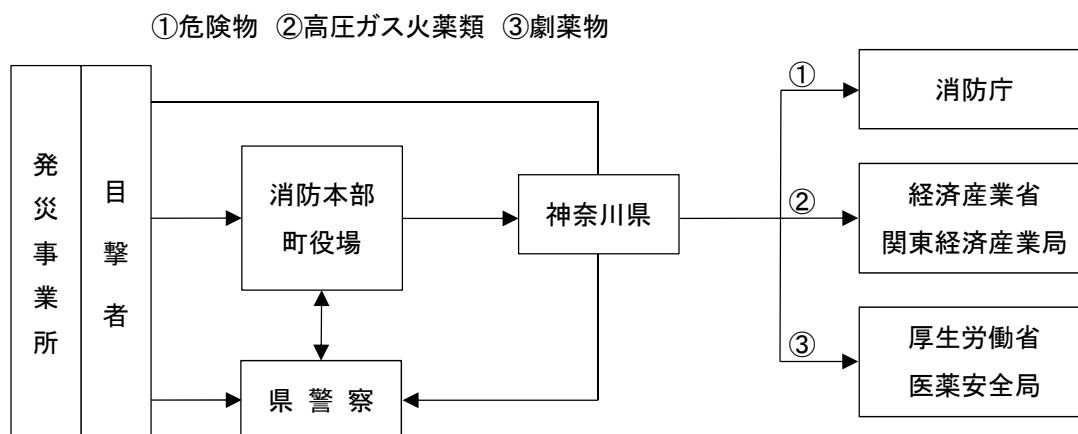 ①危険物 ②高圧ガス火薬類 ③劇薬物
発災事業所
目撃者
消防本部
町役場
県警察
神奈川県
①
消防庁
②
経済産業省
関東経済産業局
③
厚生労働省
医薬安全局